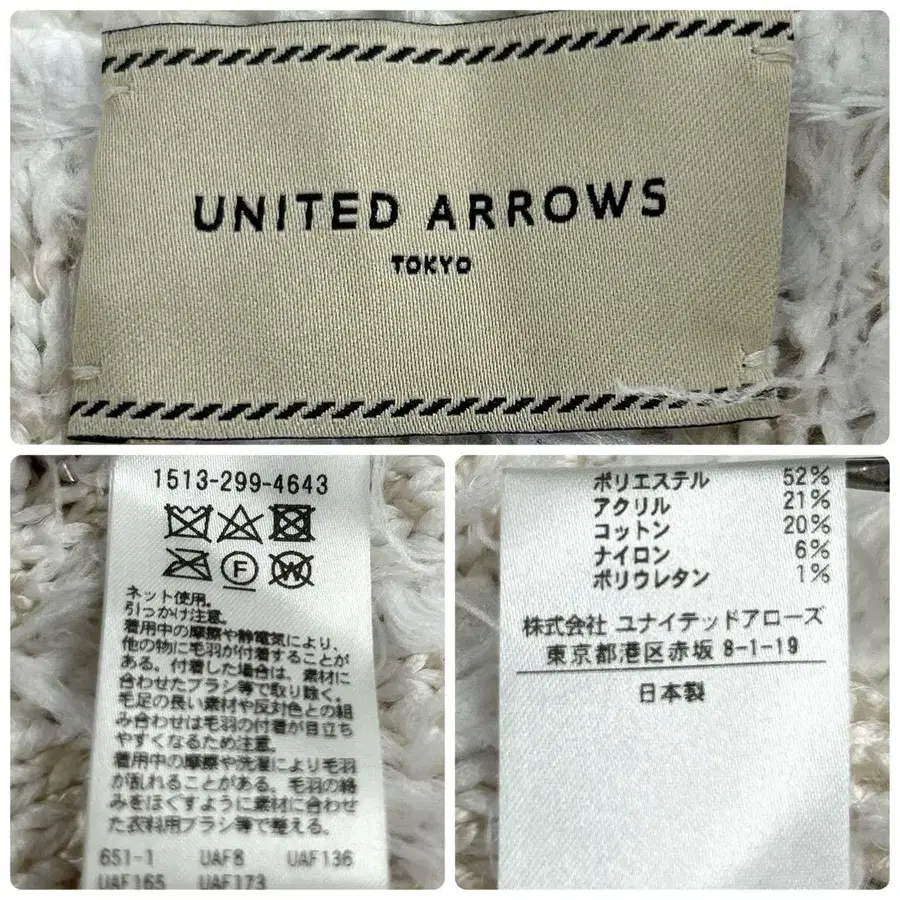 UNITED ARROWS
TOKYO
1513-299-4643
F
W
ネット使用。
引っかけ注意。
着用中の摩擦や静電気により、
他の物に毛羽が付着することが
ある。付着した場合は、素材に
合わせたブラシ等で取り除く。
毛足の長い素材や反対色との組
み合わせは毛羽の付着が目立ち
やすくなるため注意。
着用中の摩擦や洗濯により毛羽
が乱れることがある。毛羽の絡
みをほぐすように素材に合わせ
た衣料用ブラシ等で整える。
651-1 UAF8 UAF136
UAF165 UAF173
ポリエステル 52%
アクリル 21%
コットン 20%
ナイロン 6%
ポリウレタン 1%
株式会社 ユナイテッドアローズ
東京都港区赤坂 8-1-19
日本製